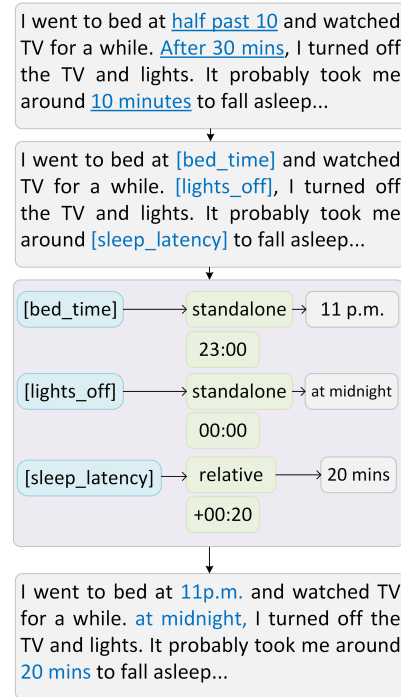 I went to bed at half past 10 and watched
TV for a while. After 30 mins, I turned off
the TV and lights. It probably took me
around 10 minutes to fall asleep...
I went to bed at [bed_time] and watched
TV for a while. [lights_off], I turned off
the TV and lights. It probably took me
around [sleep_latency] to fall asleep...
[bed_time] standalone 11 p.m.
23:00
[lights_off] standalone at midnight
00:00
[sleep_latency] relative 20 mins
+00:20
I went to bed at 11p.m. and watched TV
for a while. at midnight, I turned off the
TV and lights. It probably took me around
20 mins to fall asleep...